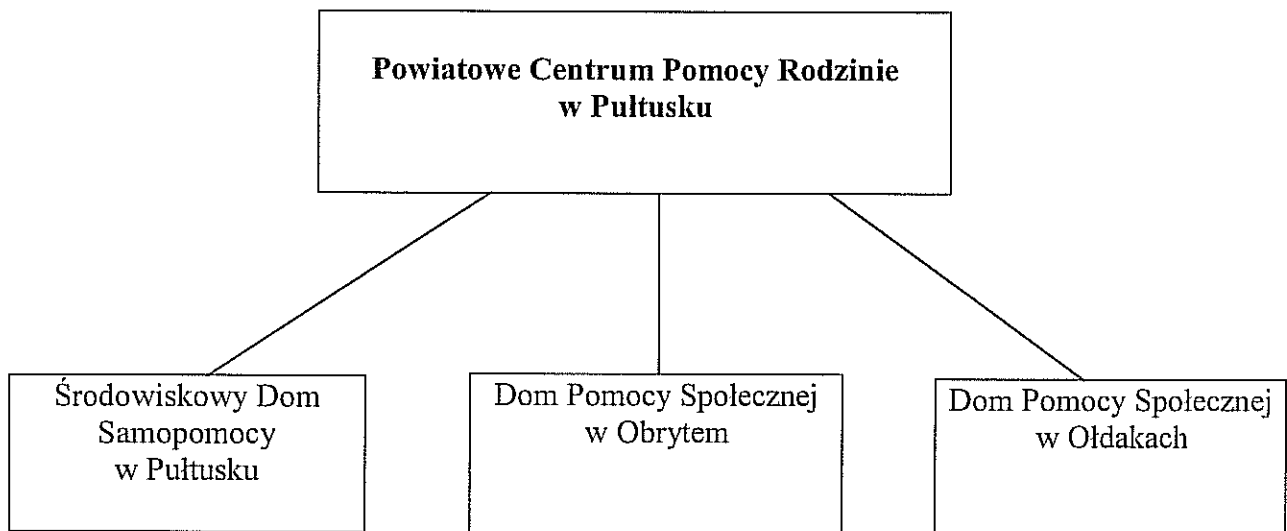 Powiatowe Centrum Pomocy Rodzinie
w Pułtusku
Środowiskowy Dom
Samopomocy
w Pułtusku
Dom Pomocy Społecznej
w Obrytem
Dom Pomocy Społecznej
w Ołdakach